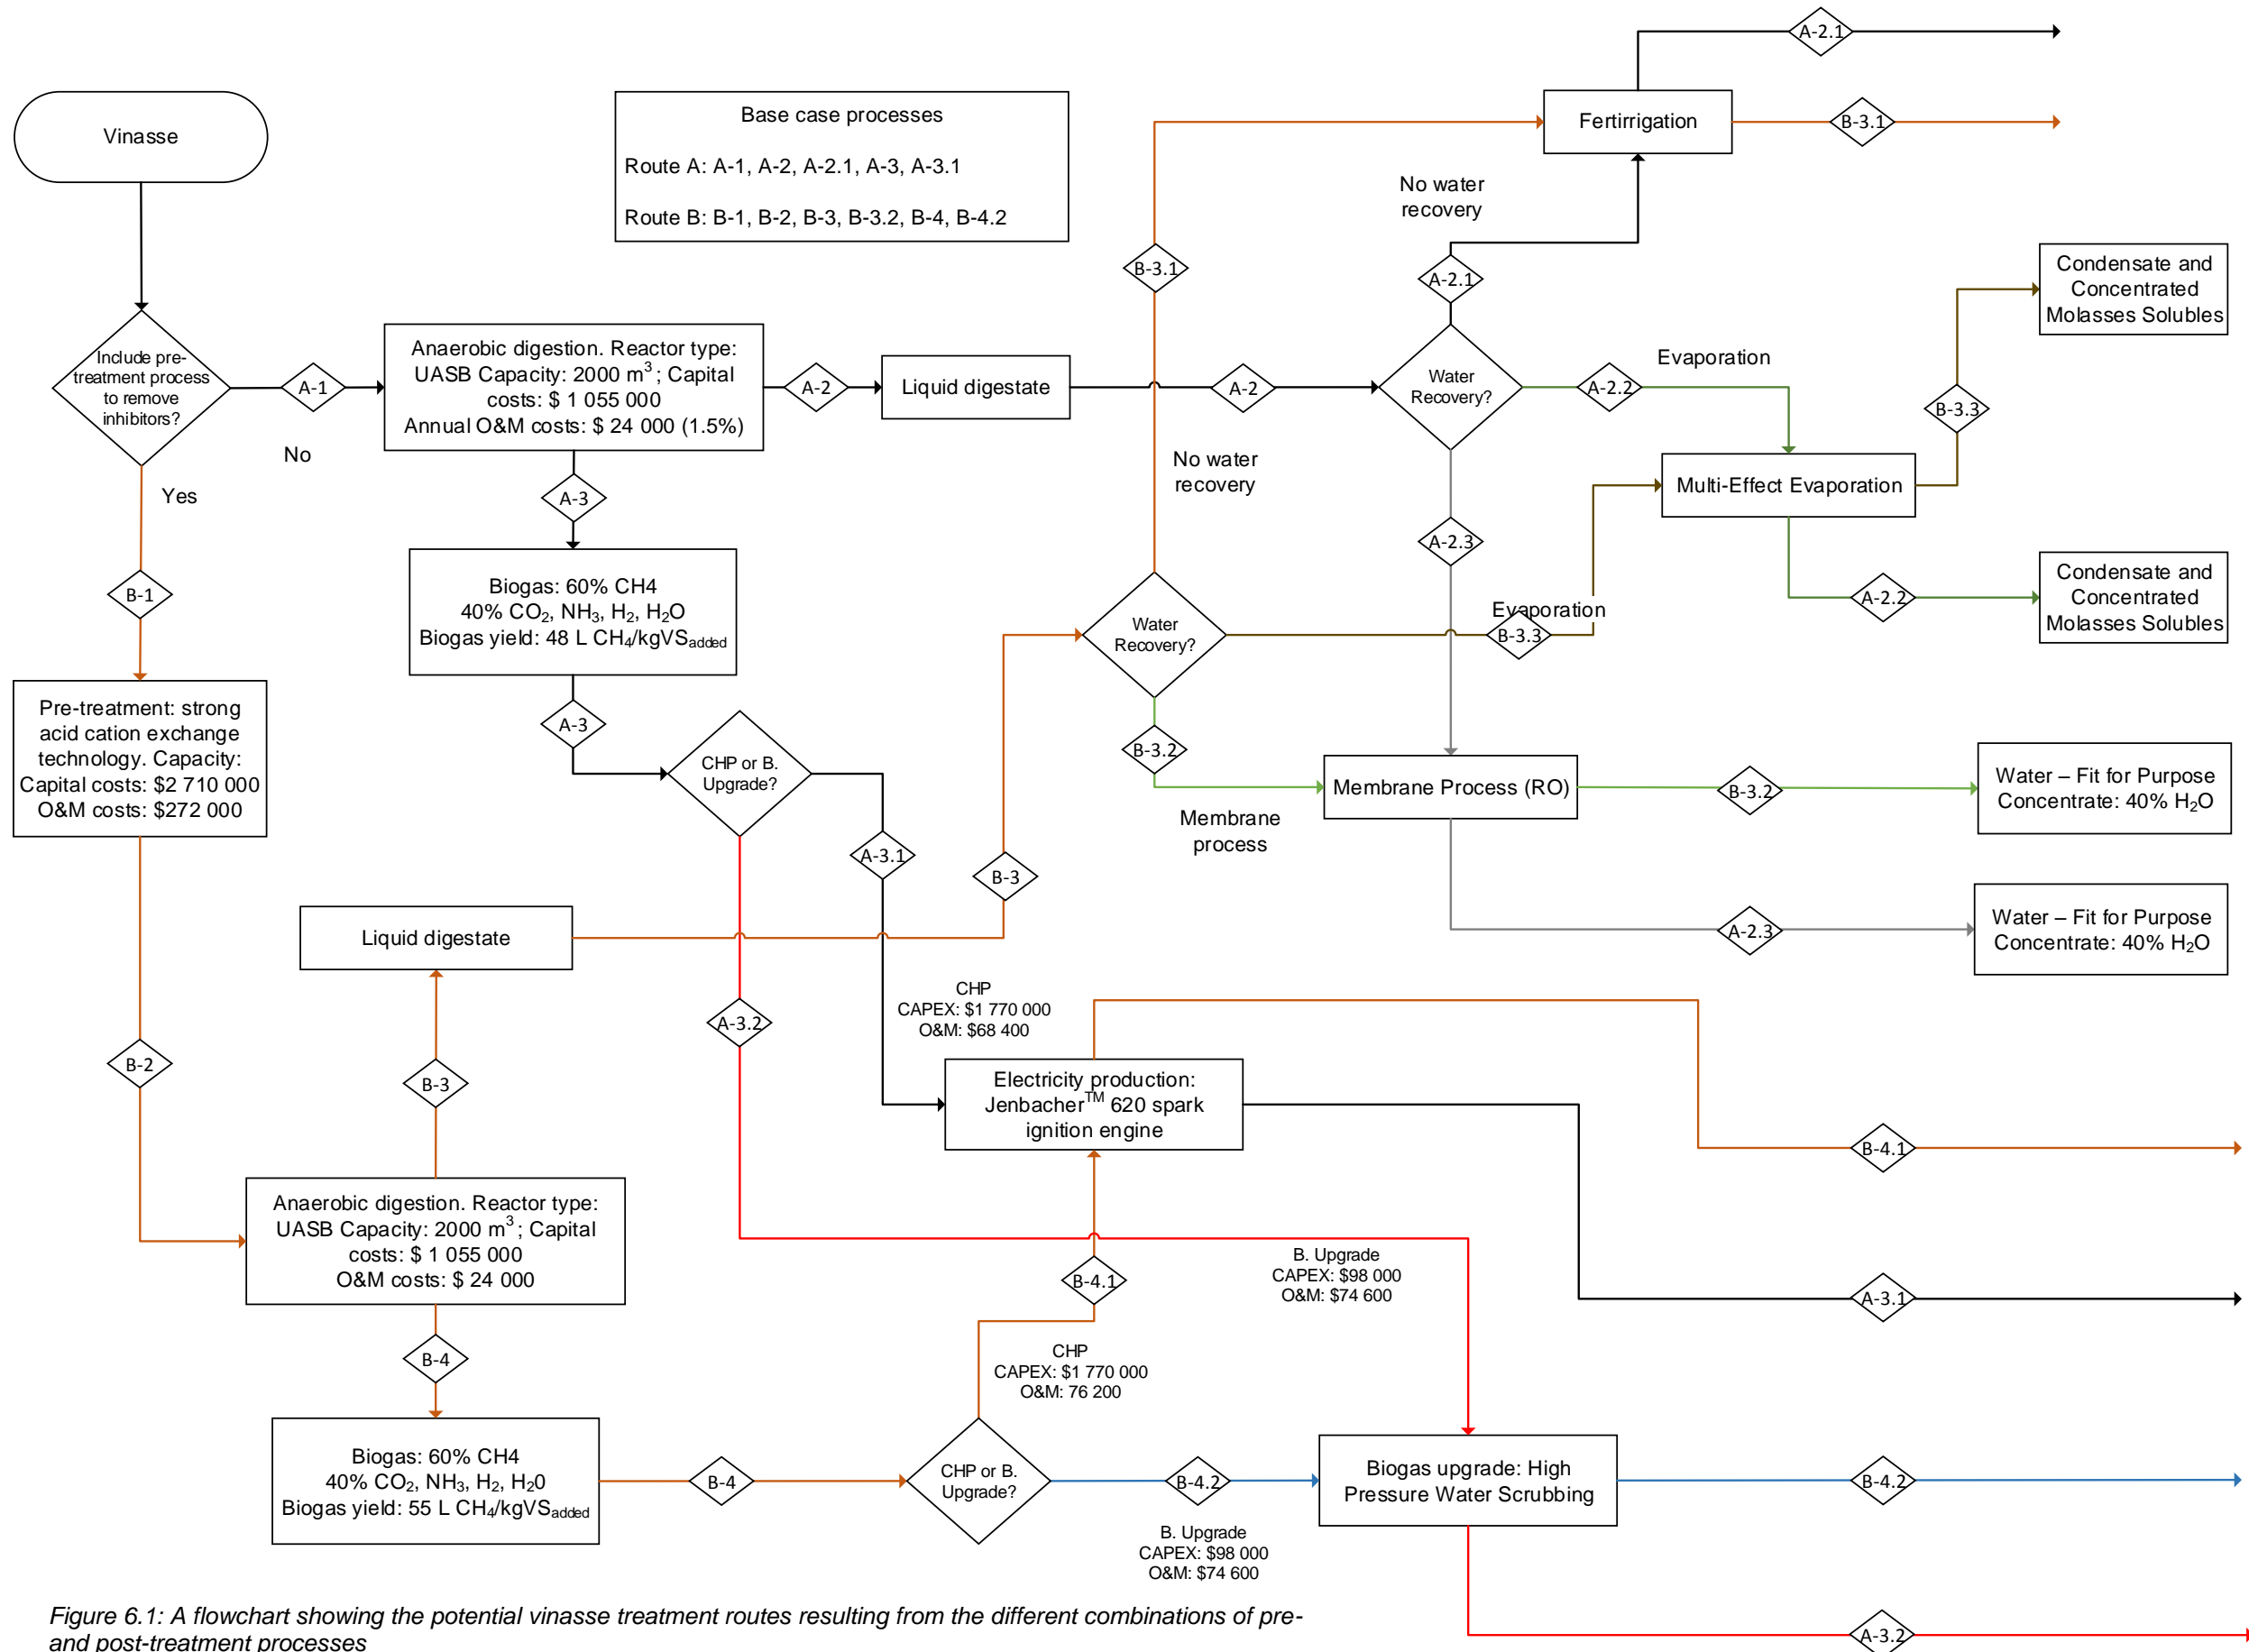 A-2.1
Vinasse
Base case processes
Route A: A-1, A-2, A-2.1, A-3, A-3.1
Route B: B-1, B-2, B-3, B-3.2, B-4, B-4.2
Fertirrigation
B-3.1
No water
recovery
B-3.1
A-2.1
Condensate and
Concentrated
Molasses Solubles
Include pre-
treatment process
to remove
inhibitors?
A-1
No
Yes
Anaerobic digestion. Reactor type:
UASB Capacity: 2000 m³ ; Capital
costs: $ 1 055 000
Annual O&M costs: $ 24 000 (1.5%)
A-2
Liquid digestate
A-2
Water
Recovery?
Evaporation
A-2.2
B-3.3
No water
recovery
Multi-Effect Evaporation
A-3
A-2.3
B-1
Biogas: 60% CH4
40% CO₂, NH₃, H₂, H₂O
Biogas yield: 48 L CH₄/kgVSadded
Water
Recovery?
Evaporation
B-3.3
A-2.2
Condensate and
Concentrated
Molasses Solubles
Pre-treatment: strong
acid cation exchange
technology. Capacity:
Capital costs: $2 710 000
O&M costs: $272 000
A-3
CHP or B.
Upgrade?
B-3.2
Membrane
process
Membrane Process (RO)
B-3.2
Water – Fit for Purpose
Concentrate: 40% H₂O
A-3.1
B-3
Liquid digestate
A-2.3
Water – Fit for Purpose
Concentrate: 40% H₂O
A-3.2
CHP
CAPEX: $1 770 000
O&M: $68 400
B-2
B-3
Electricity production:
Jenbacher™ 620 spark
ignition engine
B-4.1
Anaerobic digestion. Reactor type:
UASB Capacity: 2000 m³ ; Capital
costs: $ 1 055 000
O&M costs: $ 24 000
B-4.1
B. Upgrade
CAPEX: $98 000
O&M: $74 600
A-3.1
B-4
CHP
CAPEX: $1 770 000
O&M: 76 200
Biogas: 60% CH4
40% CO₂, NH₃, H₂, H₂0
Biogas yield: 55 L CH₄/kgVSadded
B-4
CHP or B.
Upgrade?
B-4.2
Biogas upgrade: High
Pressure Water Scrubbing
B-4.2
B. Upgrade
CAPEX: $98 000
O&M: $74 600
A-3.2
Figure 6.1: A flowchart showing the potential vinasse treatment routes resulting from the different combinations of pre-
and post-treatment processes